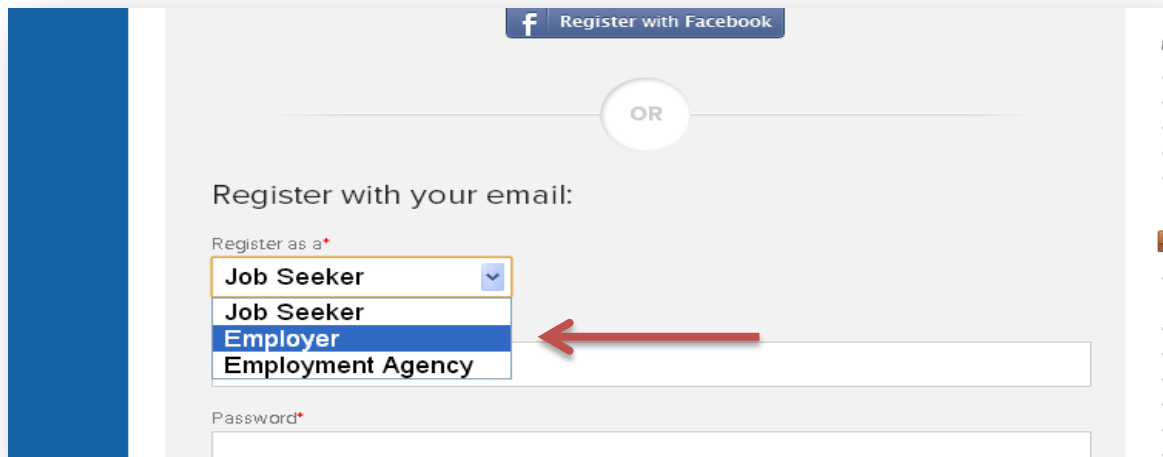 f Register with Facebook
OR
Register with your email:
Register as a*
Job Seeker
Job Seeker
Employer
Employment Agency
Password*